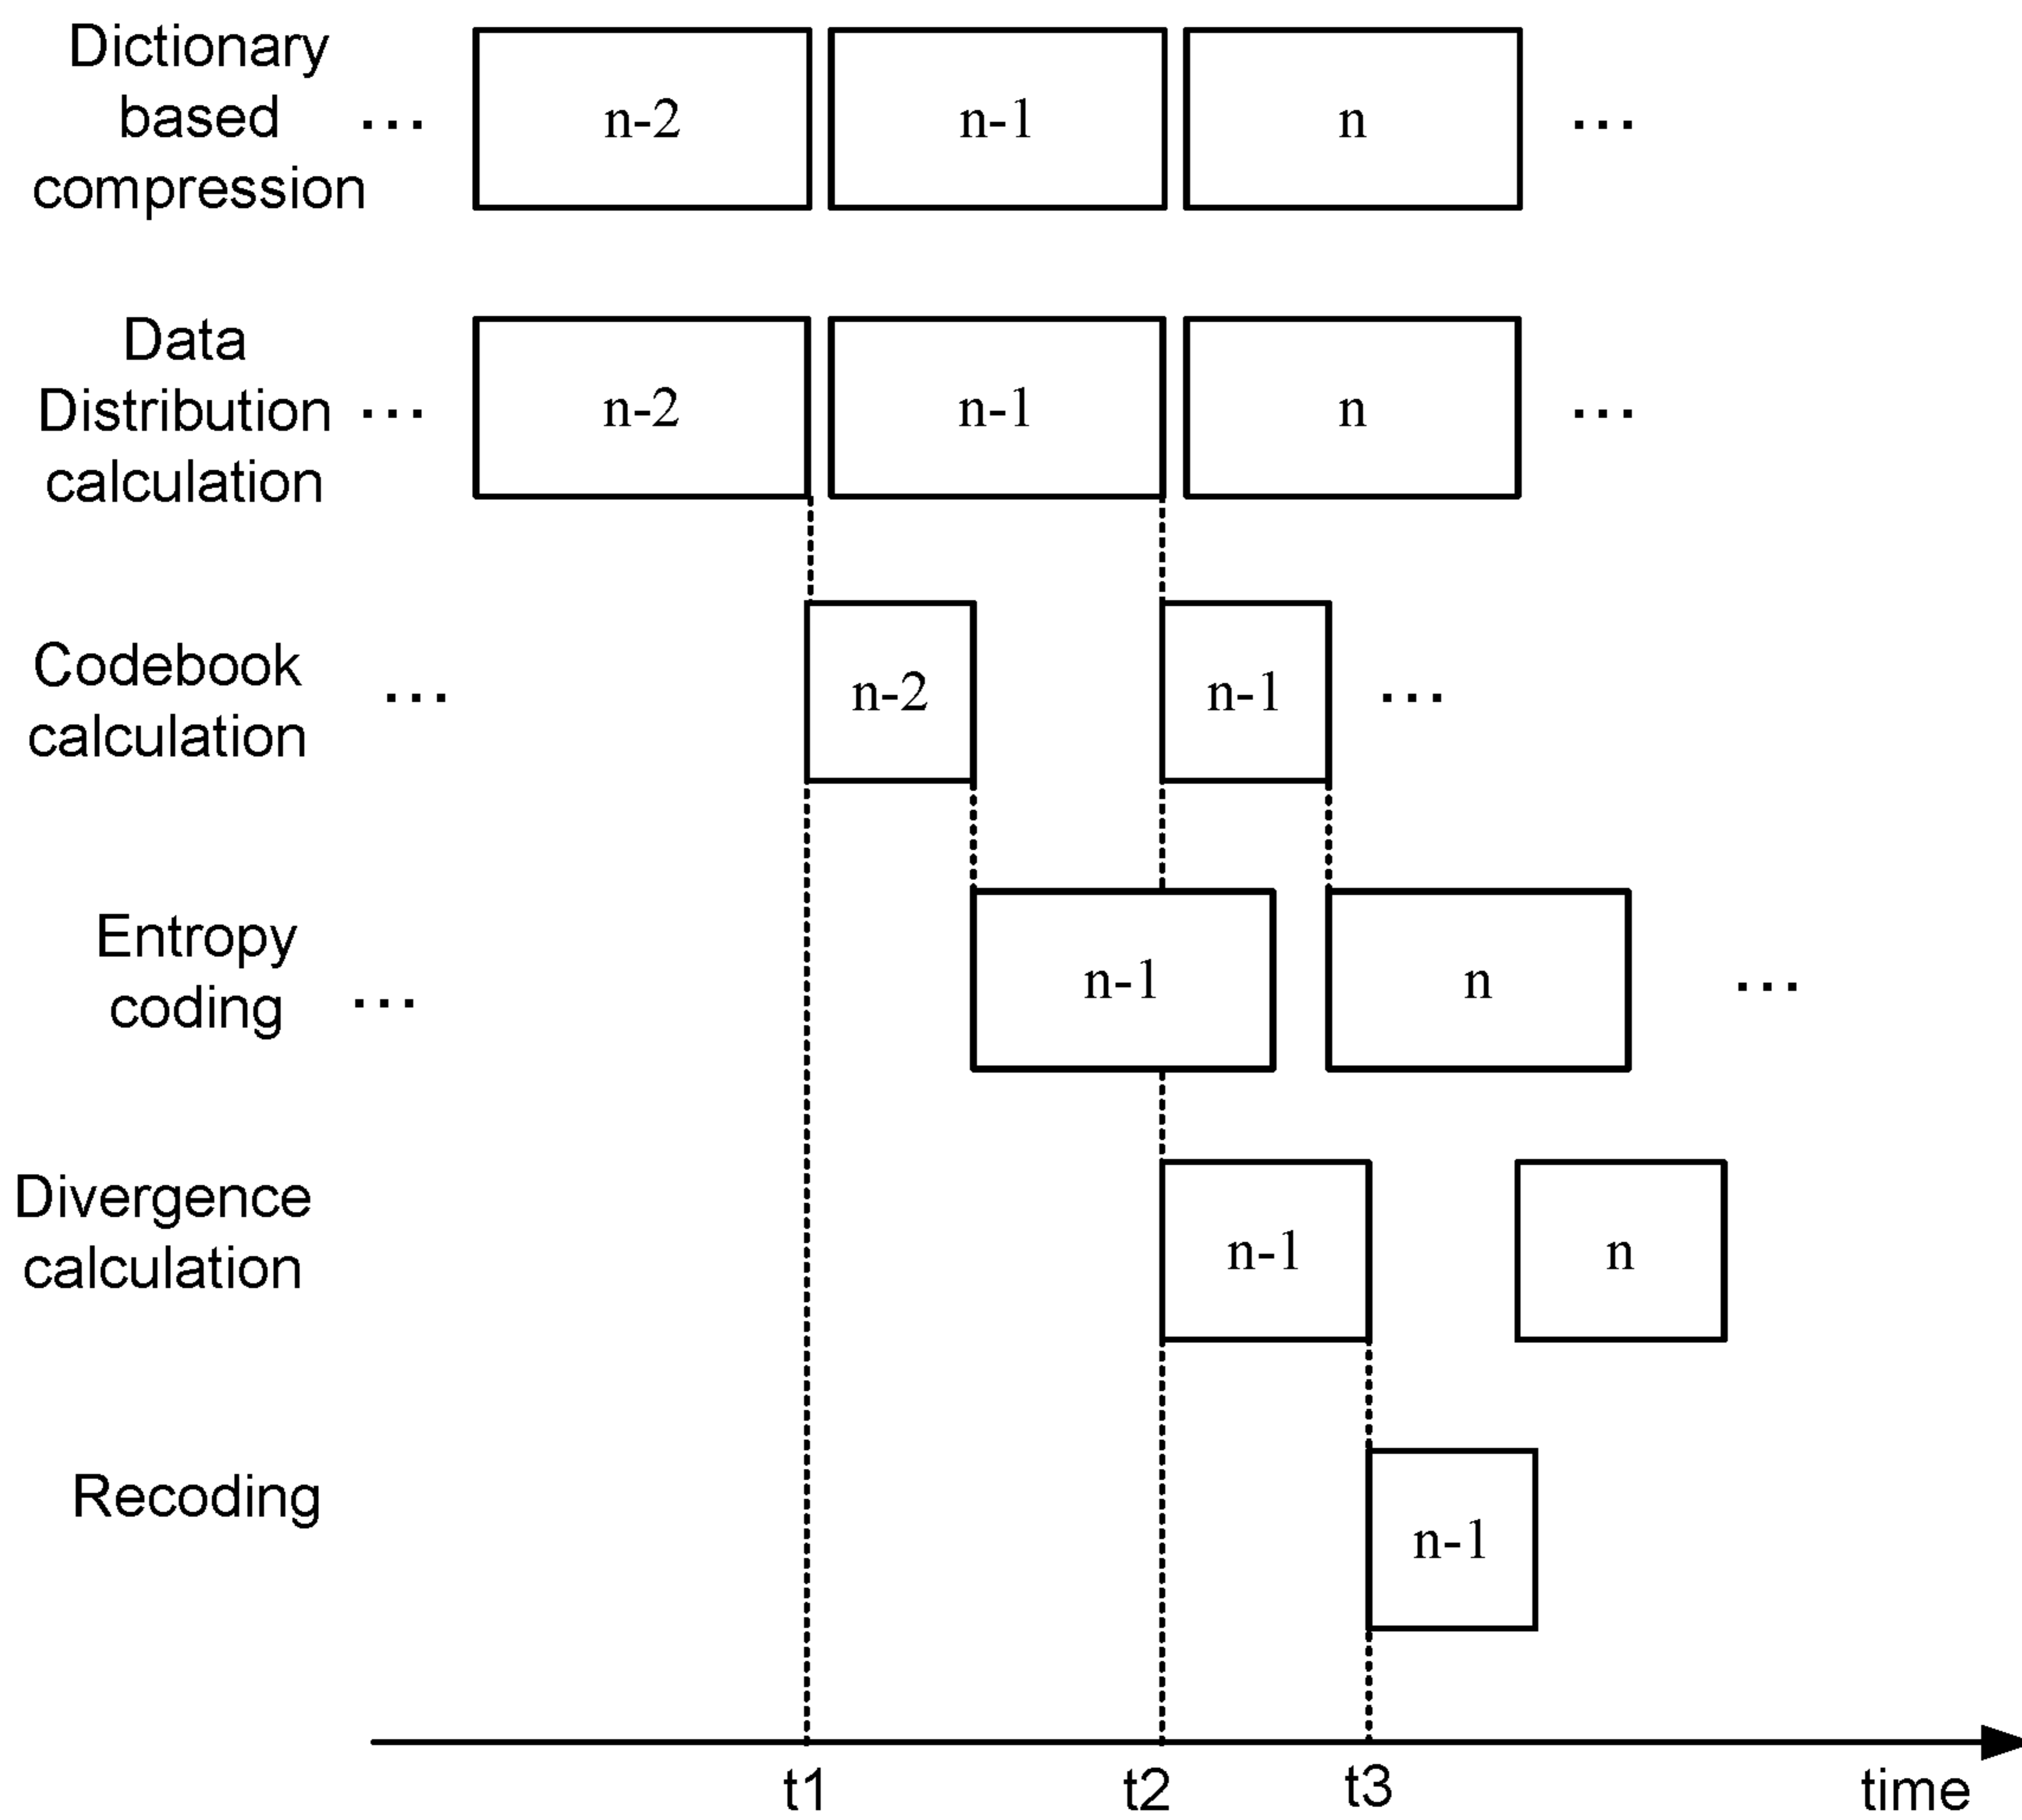 Dictionary
based
compression
... n-2 n-1 n ...
Data
Distribution
calculation
... n-2 n-1 n ...
Codebook
calculation
... n-2 n-1 ...
Entropy
coding
... n-1 n ...
Divergence
calculation
n-1 n
Recoding
n-1
t1 t2 t3 time